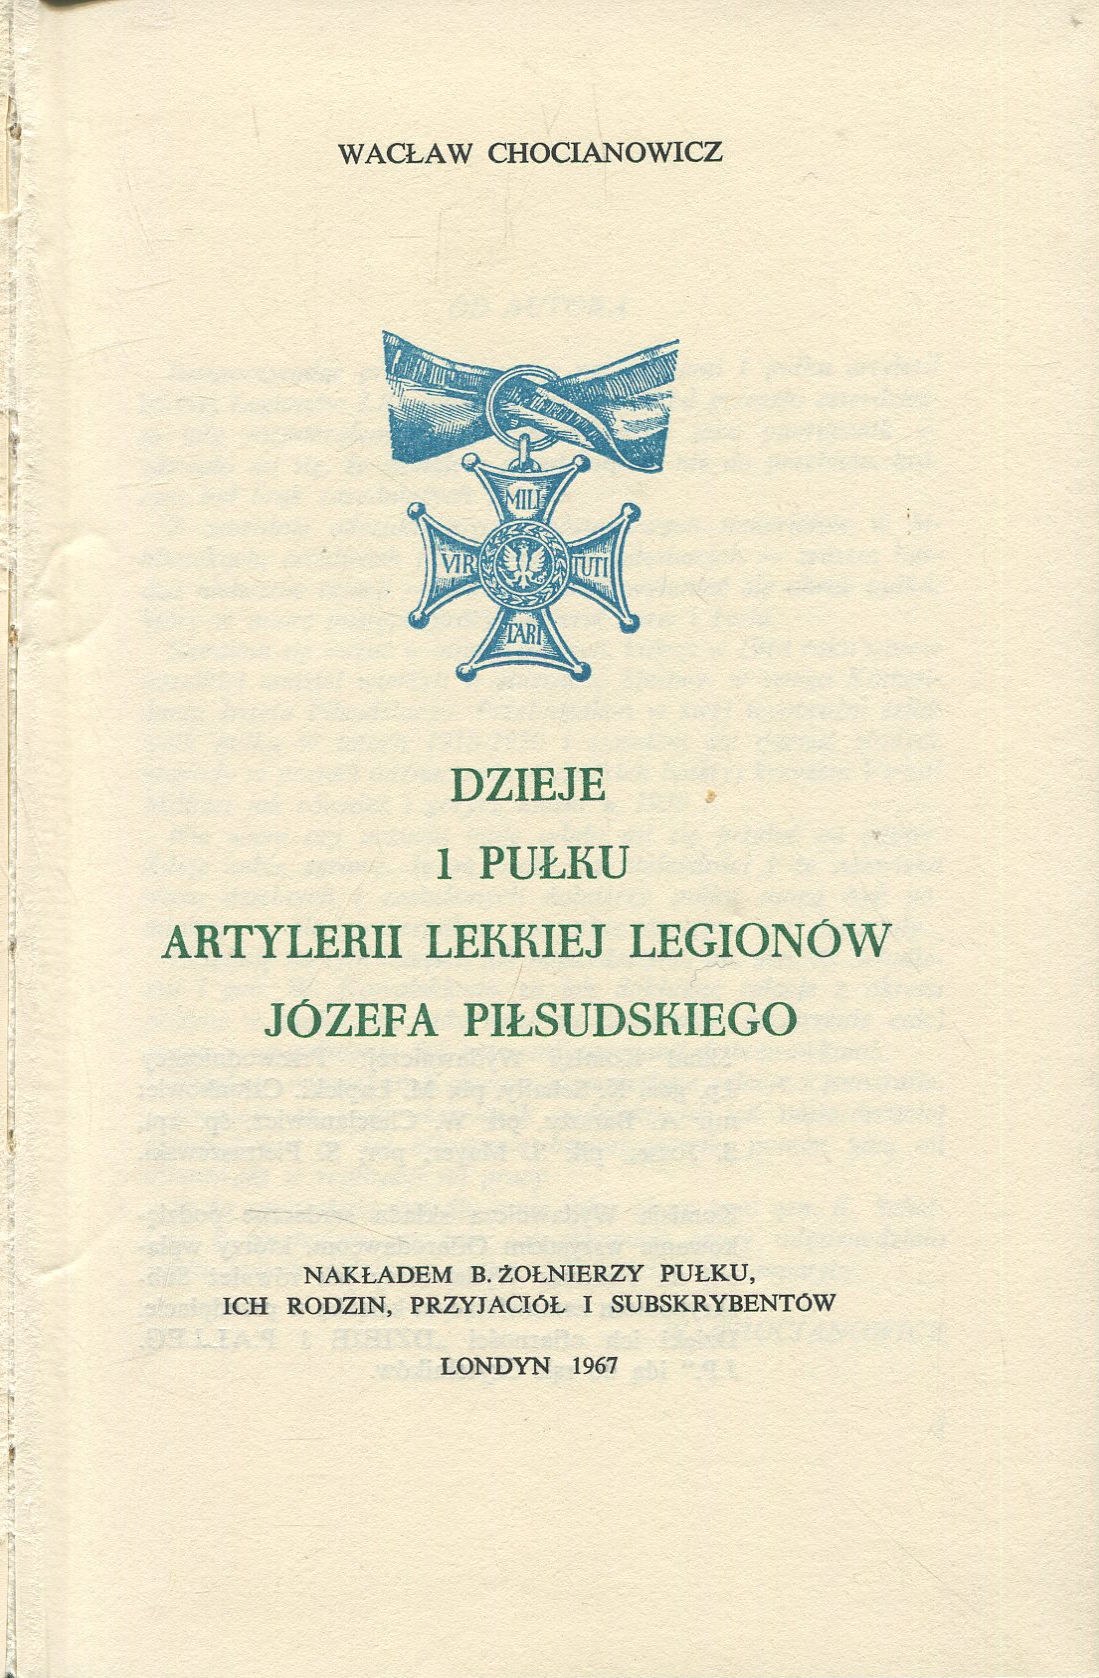 WACŁAW CHOCIANOWICZ
MILI
VIR TUTI
TARI
DZIEJE
1 PUŁKU
ARTYLERII LEKKIEJ LEGIONÓW
JÓZEFA PIŁSUDSKIEGO
NAKŁADEM B. ŻOŁNIERZY PUŁKU,
ICH RODZIN, PRZYJACIÓŁ I SUBSKRYBENTÓW
LONDYN 1967